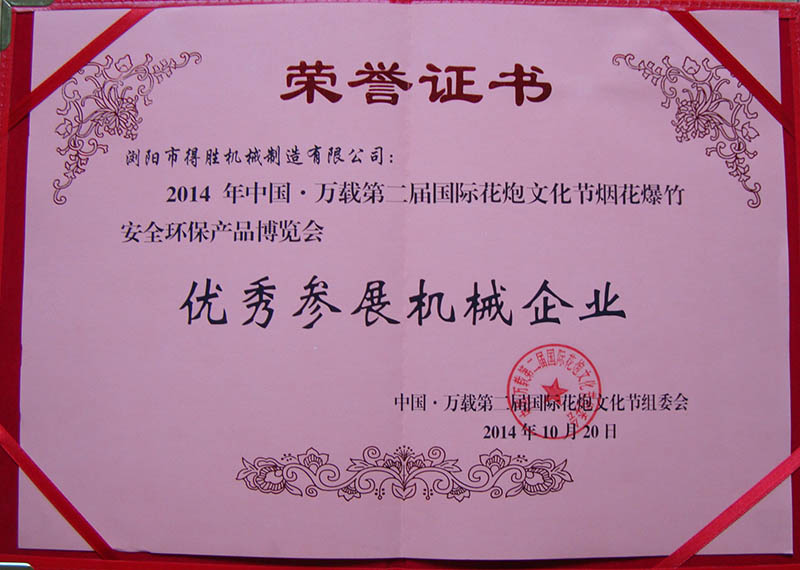 荣誉证书
浏阳市得胜机械制造有限公司：
2014 年中国·万载第二届国际花炮文化节烟花爆竹
安全环保产品博览会
优秀参展机械企业
中国·万载第二届国际花炮文化节组委会
2014 年 10 月 20 日